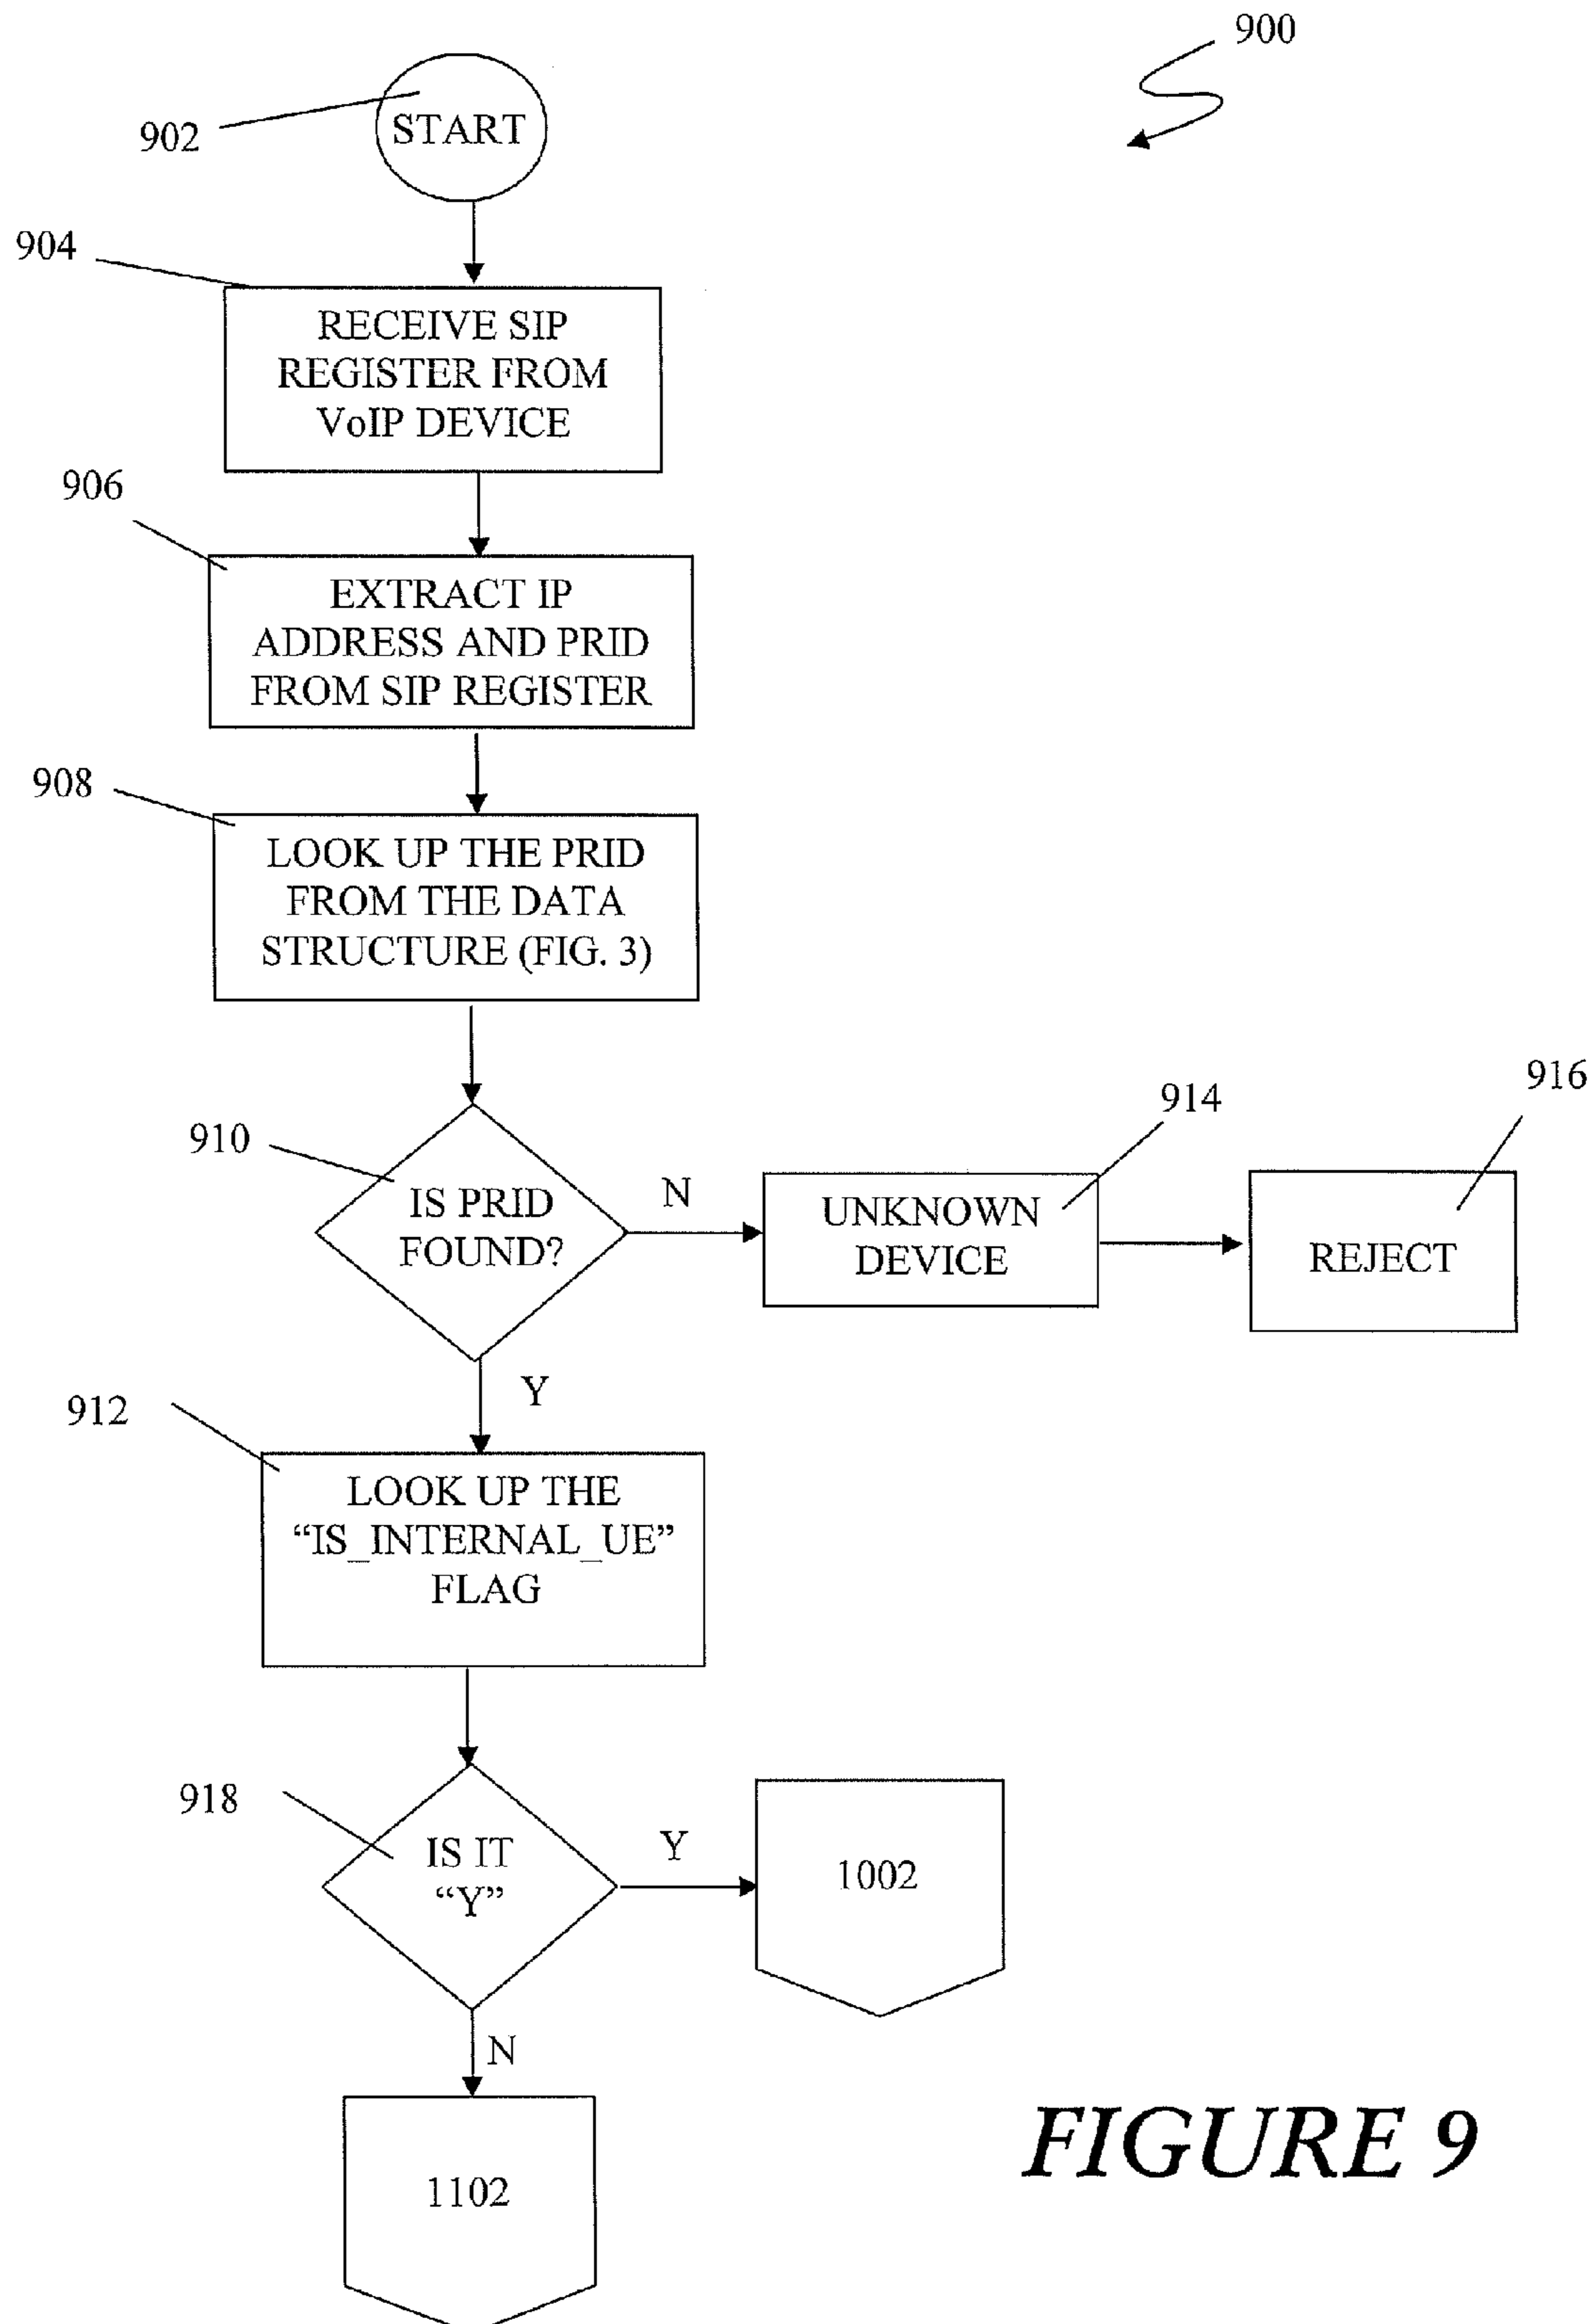 900
902
START
904
RECEIVE SIP
REGISTER FROM
VoIP DEVICE
906
EXTRACT IP
ADDRESS AND PRID
FROM SIP REGISTER
908
LOOK UP THE PRID
FROM THE DATA
STRUCTURE (FIG. 3)
910
IS PRID
FOUND?
N
914
UNKNOWN
DEVICE
916
REJECT
Y
912
LOOK UP THE
“IS_INTERNAL_UE”
FLAG
918
IS IT
“Y”
Y
1002
N
1102
FIGURE 9